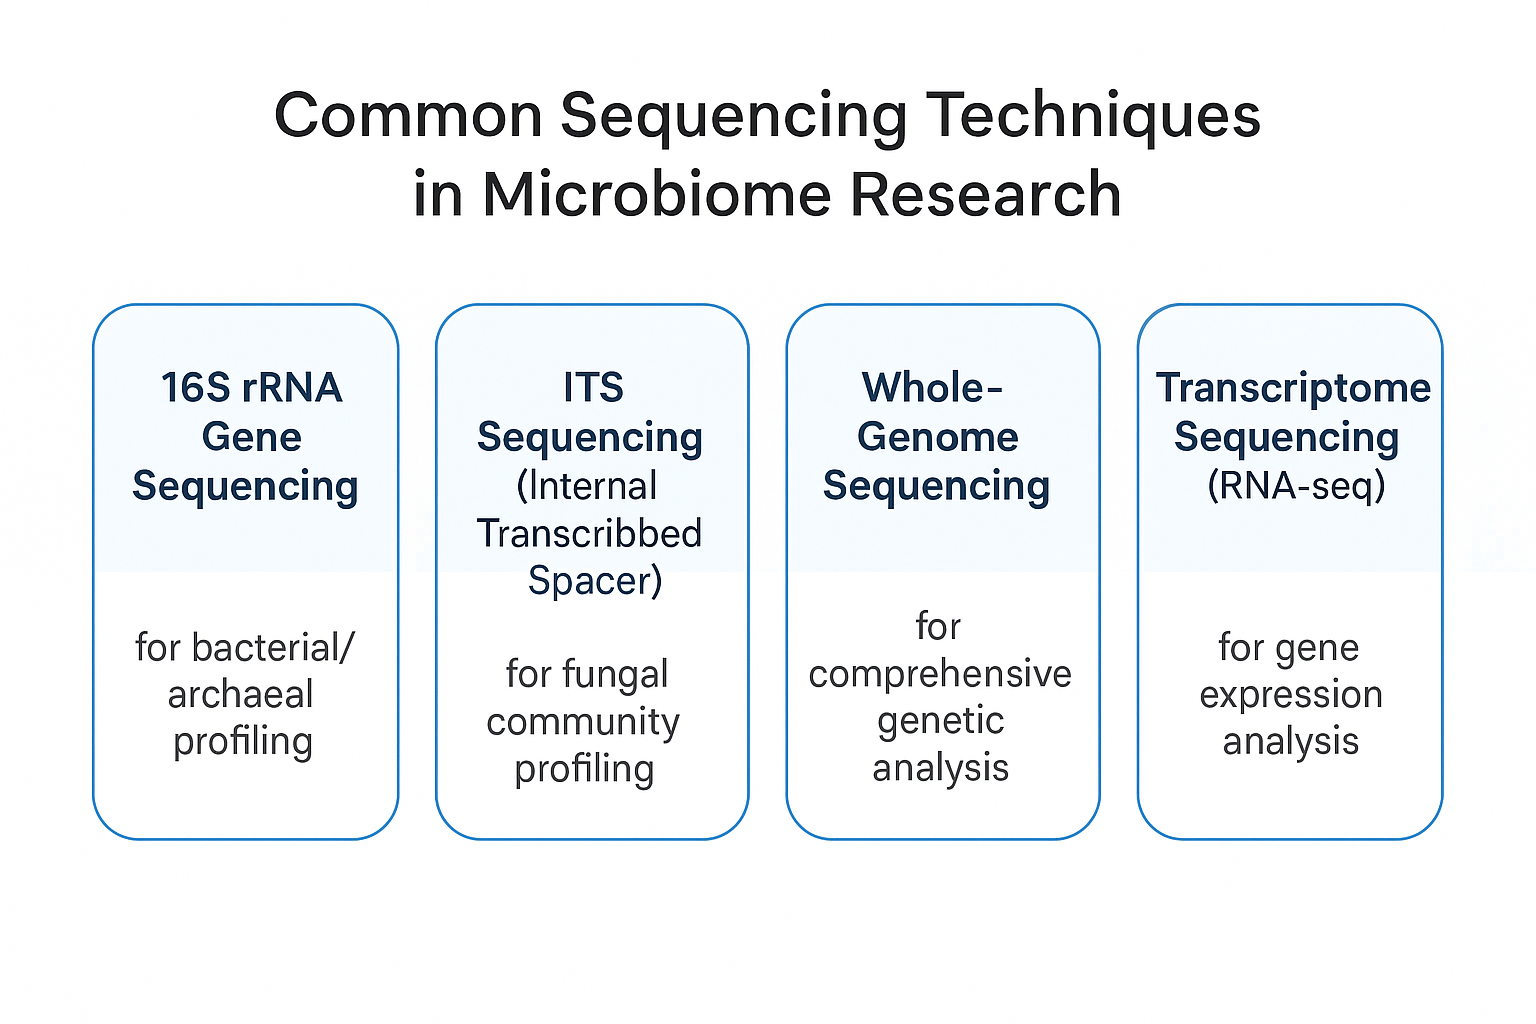 Common Sequencing Techniques
in Microbiome Research
16S rRNA
Gene
Sequencing
for bacterial/
archaeal
profiling
ITS
Sequencing
(Internal
Transcribbed
Spacer)
for fungal
community
profiling
Whole-
Genome
Sequencing
for
comprehensive
genetic
analysis
Transcriptome
Sequencing
(RNA-seq)
for gene
expression
analysis